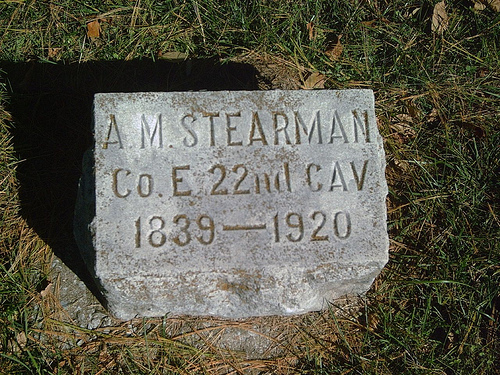 A. M. STEARMAN
Co. E. 22nd CAV
1839—1920